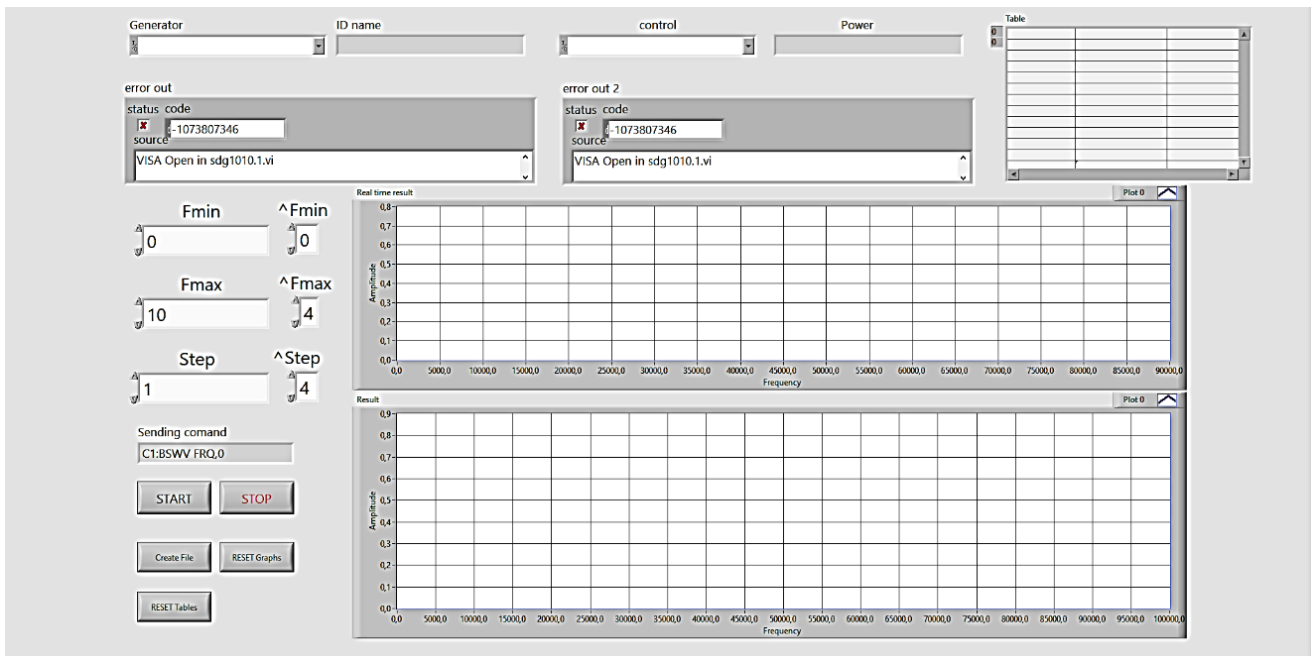 Generator
ID name
control
Power
Table
0
0
error out
status code
-1073807346
source
VISA Open in sdg1010.1.vi
error out 2
status code
-1073807346
source
VISA Open in sdg1010.1.vi
Fmin
^Fmin
0
0
Fmax
^Fmax
10
4
Step
^Step
1
4
Sending comand
C1:BSWV FRQ,0
START
STOP
Create File
RESET Graphs
RESET Tables
Real time result
Plot 0
0,8
0,7
0,6
0,5
0,4
0,3
0,2
0,1
0,0
Amplitude
0,0 5000,0 10000,0 15000,0 20000,0 25000,0 30000,0 35000,0 40000,0 45000,0 50000,0 55000,0 60000,0 65000,0 70000,0 75000,0 80000,0 85000,0 90000,0
Frequency
Result
Plot 0
0,9
0,8
0,7
0,6
0,5
0,4
0,3
0,2
0,1
0,0
Amplitude
0,0 5000,0 10000,0 15000,0 20000,0 25000,0 30000,0 35000,0 40000,0 45000,0 50000,0 55000,0 60000,0 65000,0 70000,0 75000,0 80000,0 85000,0 90000,0 95000,0 100000,0
Frequency